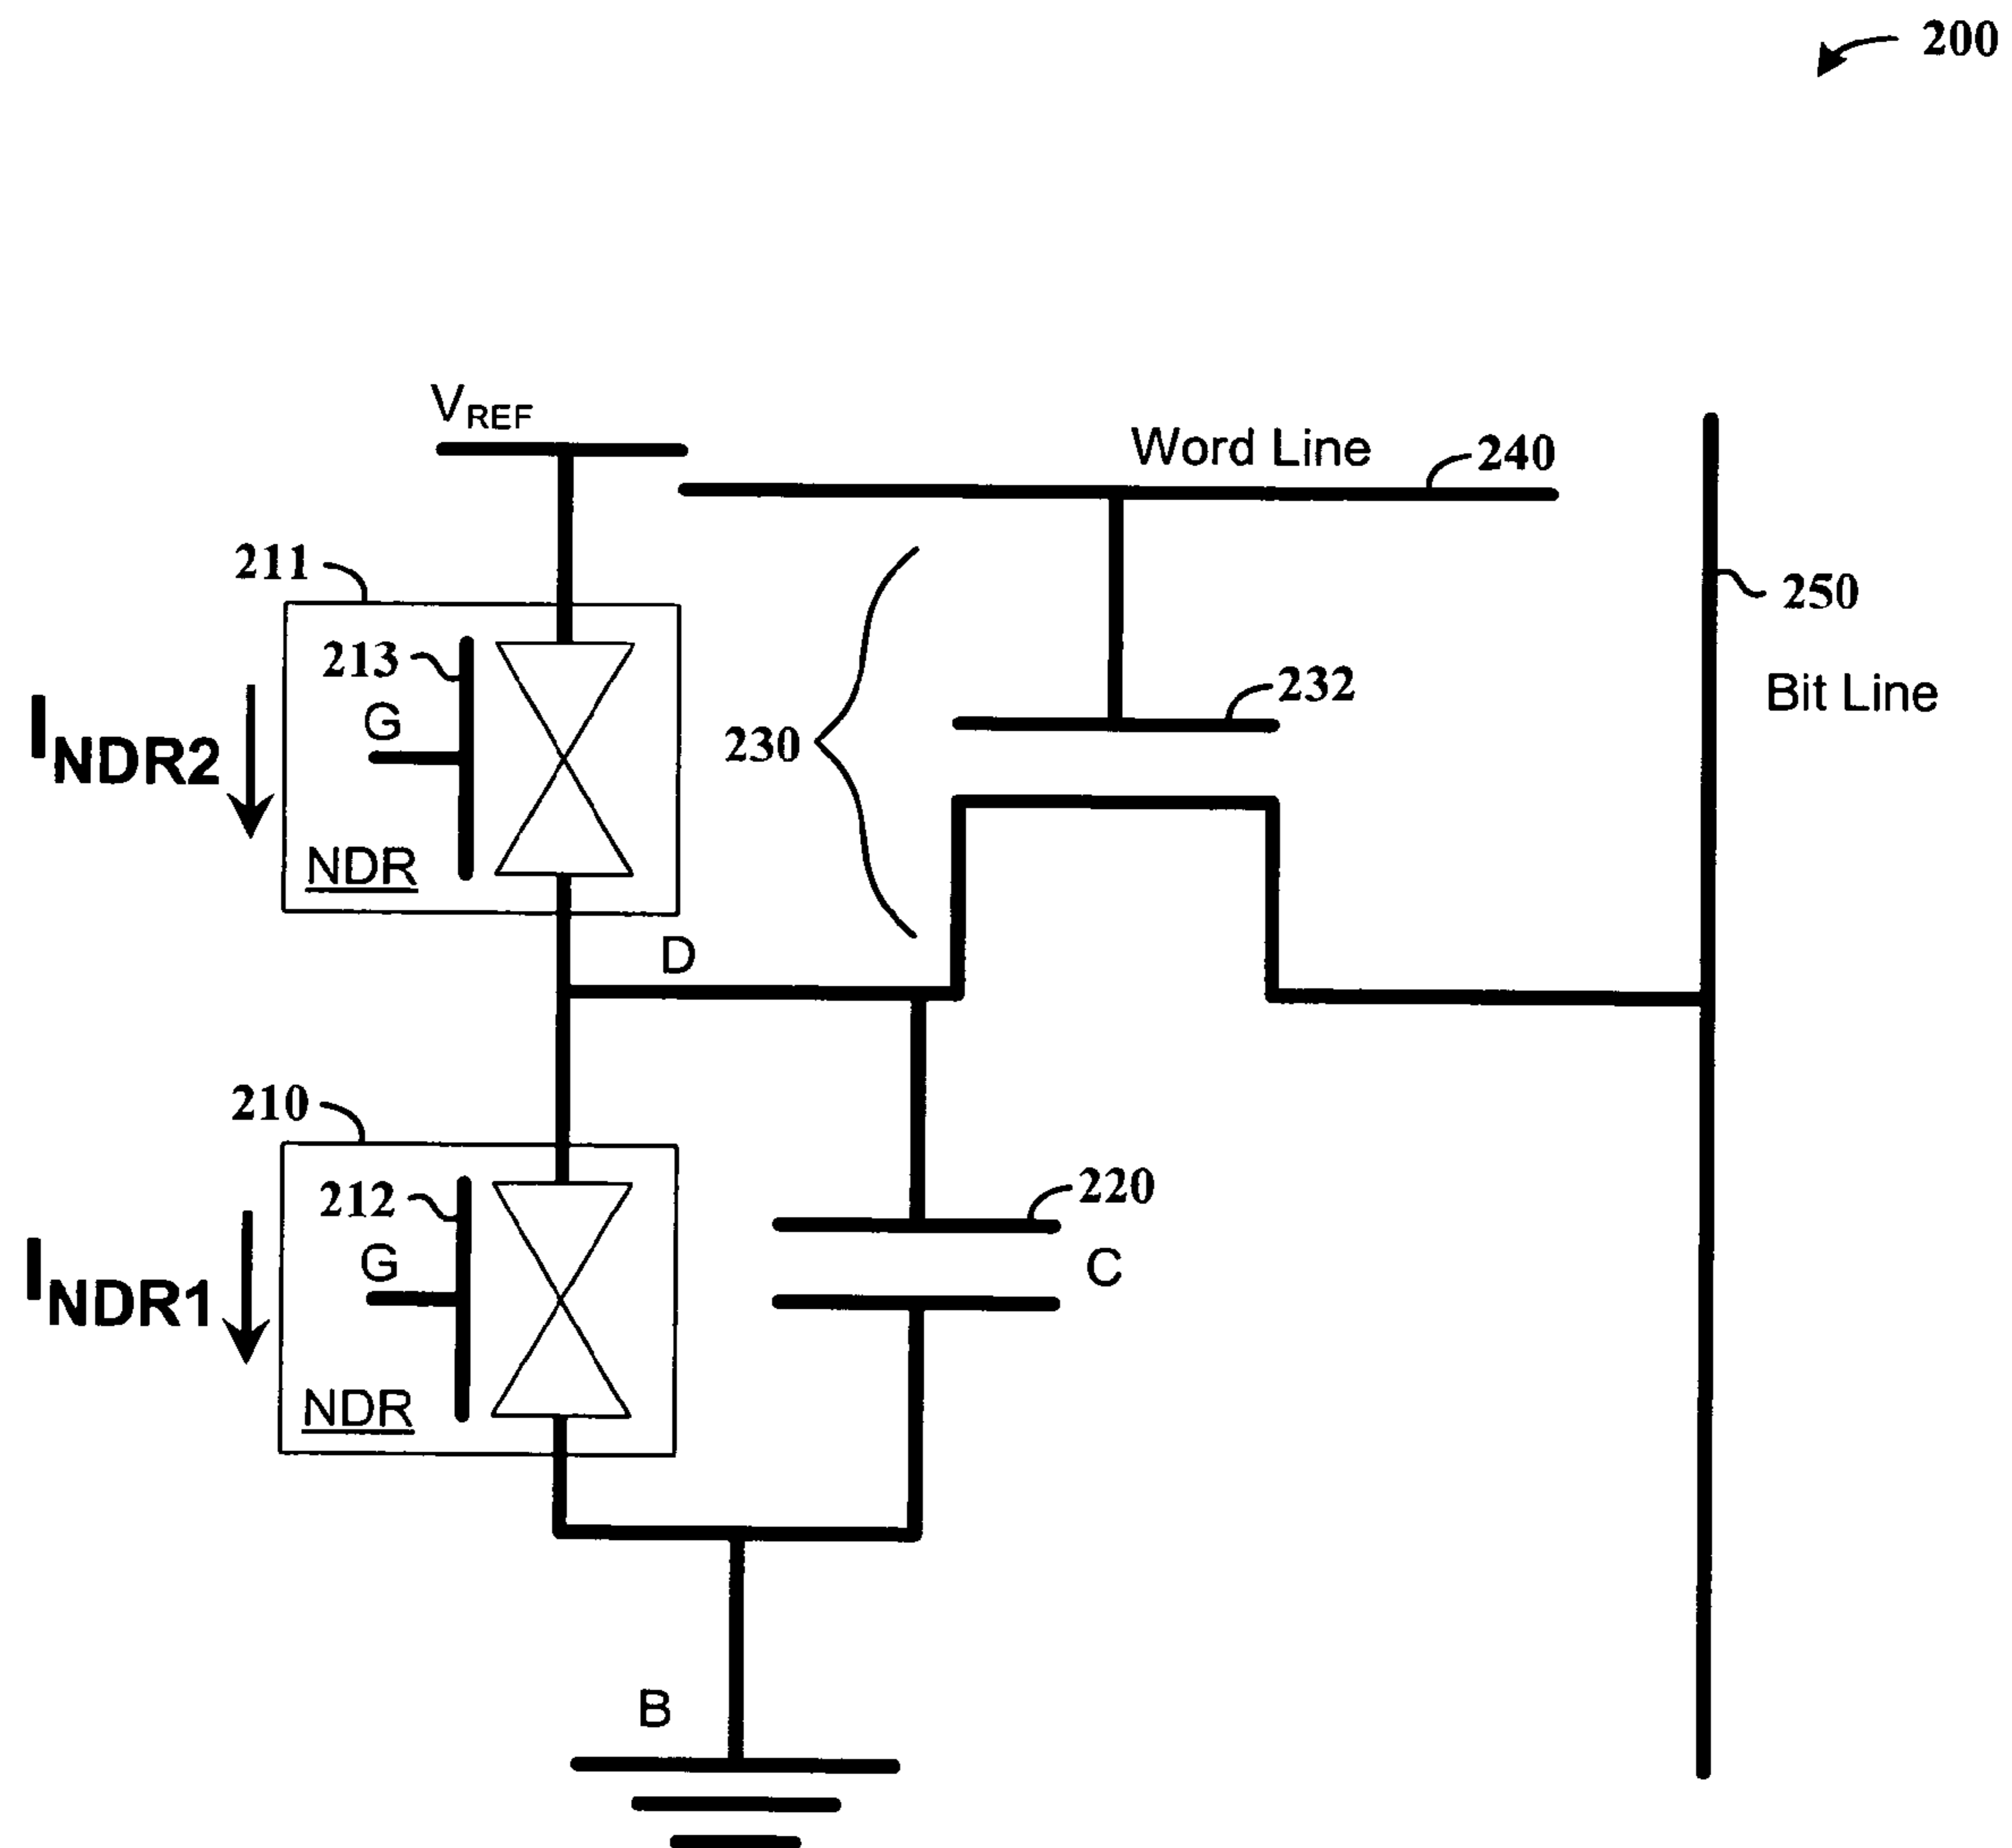 200
VREF
Word Line
240
211
250
213
G
232
Bit Line
INDR2
230
NDR
D
210
212
220
G
C
INDR1
NDR
B